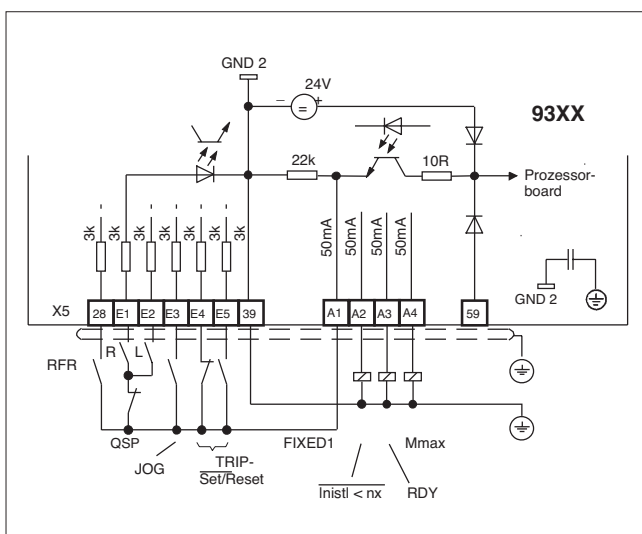 GND 2
24V
–
+
=
93XX
22k
10R
Prozessor-
board
3k
3k
3k
3k
3k
3k
50mA
50mA
50mA
50mA
GND 2
X5
28
E1
E2
E3
E4
E5
39
A1
A2
A3
A4
59
RFR
R
L
QSP
FIXED1
Mmax
JOG
TRIP-
Set/Reset
|nist| < nx
RDY